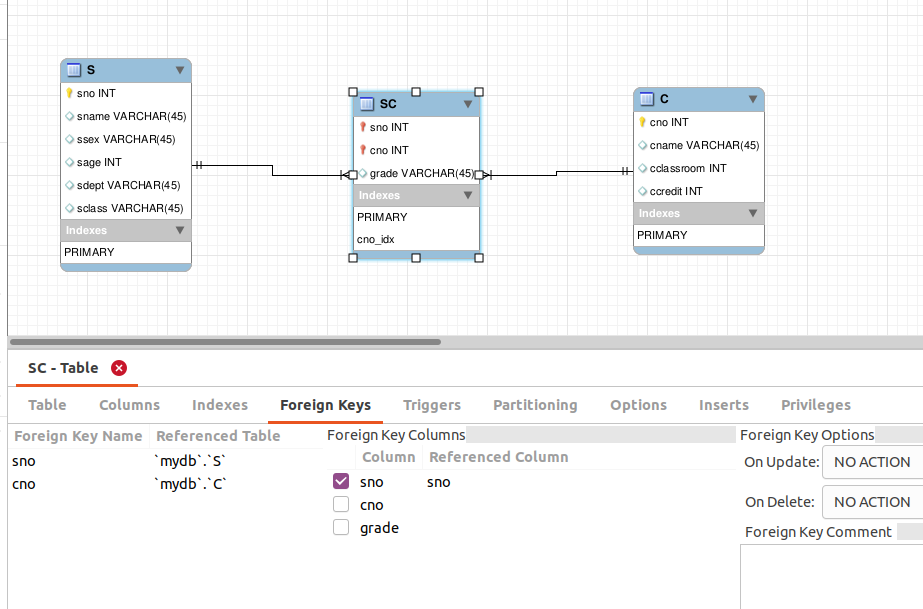 S
sno INT
sname VARCHAR(45)
ssex VARCHAR(45)
sage INT
sdept VARCHAR(45)
sclass VARCHAR(45)
Indexes
PRIMARY
SC
sno INT
cno INT
grade VARCHAR(45)
Indexes
PRIMARY
cno_idx
C
cno INT
cname VARCHAR(45)
cclassroom INT
ccredit INT
Indexes
PRIMARY
SC - Table
Table Columns Indexes Foreign Keys Triggers Partitioning Options Inserts Privileges
Foreign Key Name Referenced Table
sno `mydb`.`S`
cno `mydb`.`C`
Foreign Key Columns
Column Referenced Column
sno sno
cno
grade
Foreign Key Options
On Update: NO ACTION
On Delete: NO ACTION
Foreign Key Comment